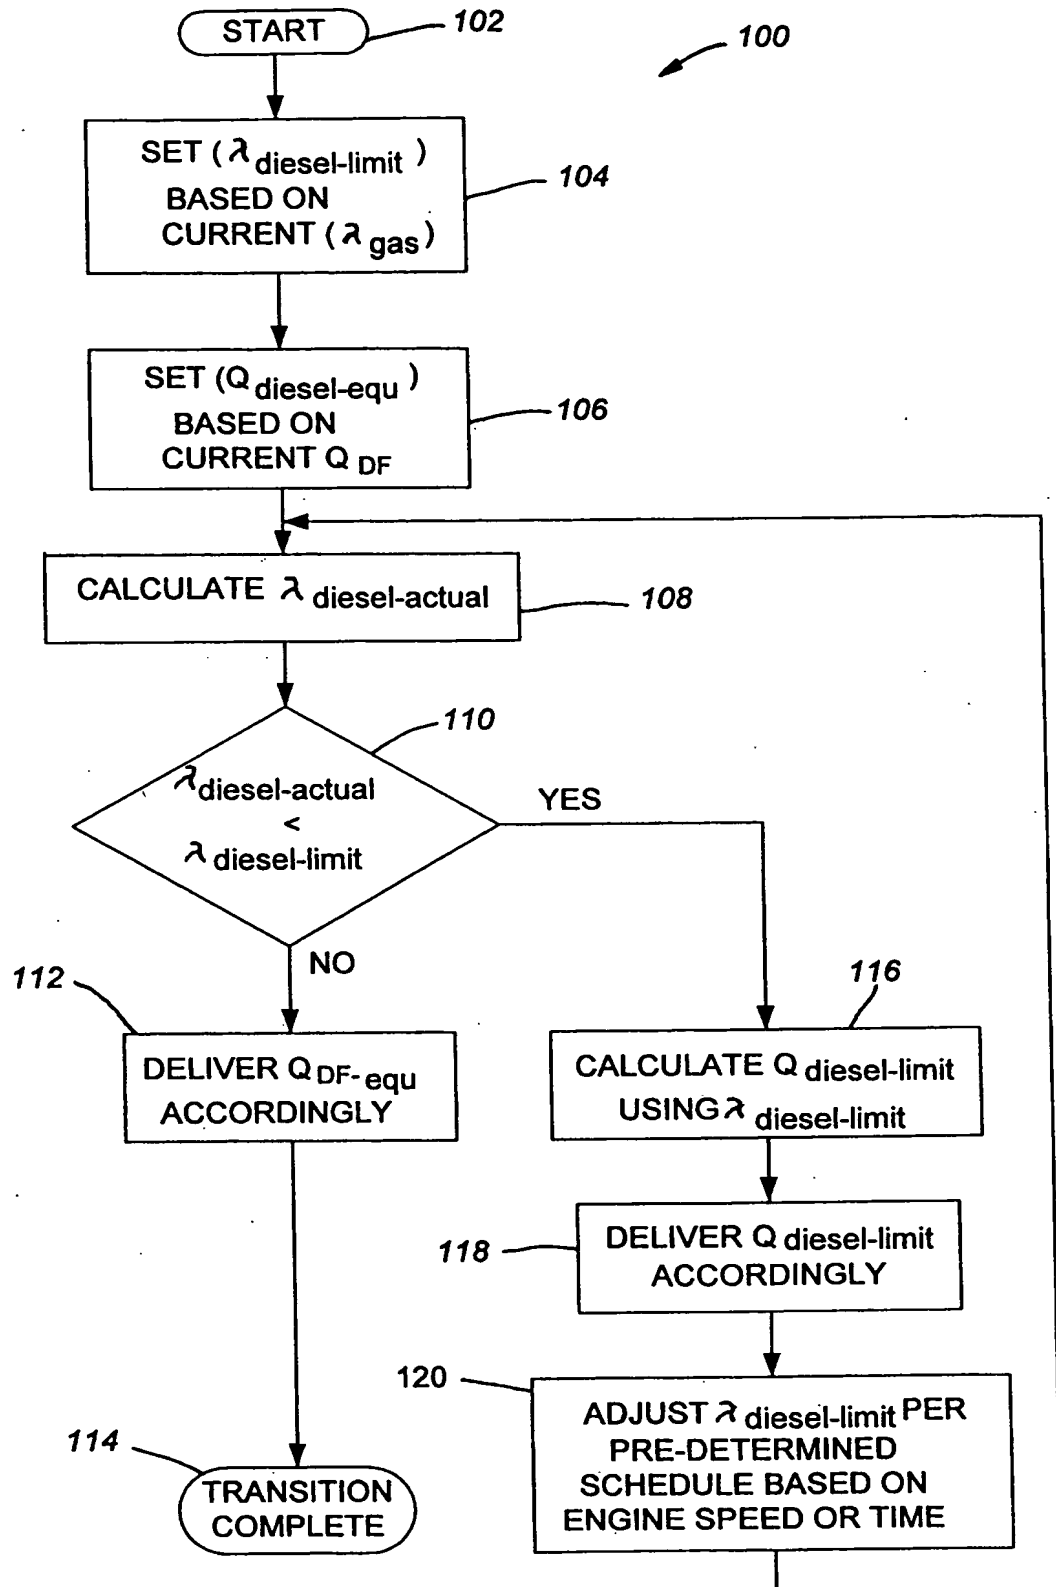 START
102
100
SET (λ diesel-limit)
BASED ON
CURRENT (λ gas)
104
SET (Q diesel-equ)
BASED ON
CURRENT Q DF
106
CALCULATE λ diesel-actual
108
110
λ diesel-actual
<
λ diesel-limit
YES
NO
112
DELIVER Q DF-equ
ACCORDINGLY
116
CALCULATE Q diesel-limit
USING λ diesel-limit
118
DELIVER Q diesel-limit
ACCORDINGLY
120
ADJUST λ diesel-limit PER
PRE-DETERMINED
SCHEDULE BASED ON
ENGINE SPEED OR TIME
114
TRANSITION
COMPLETE